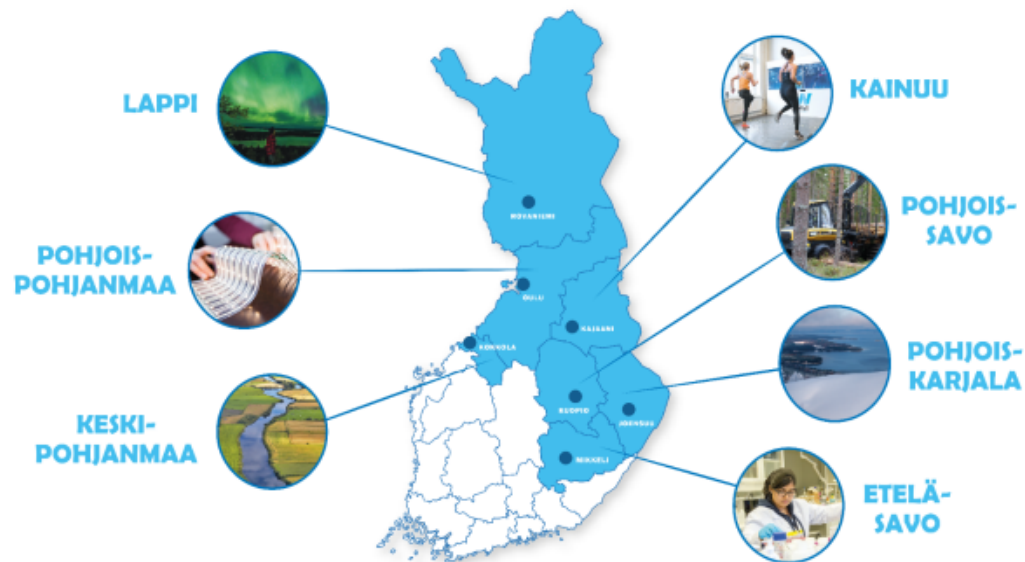 LAPPI
KAINUU
POHJOIS-
SAVO
ROVANIEMI
POHJOIS-
POHJANMAA
OULU
KAJAANI
KOKKOLA
POHJOIS-
KARJALA
KUOPIO
JOENSUU
KESKI-
POHJANMAA
MIKKELI
ETELÄ-
SAVO